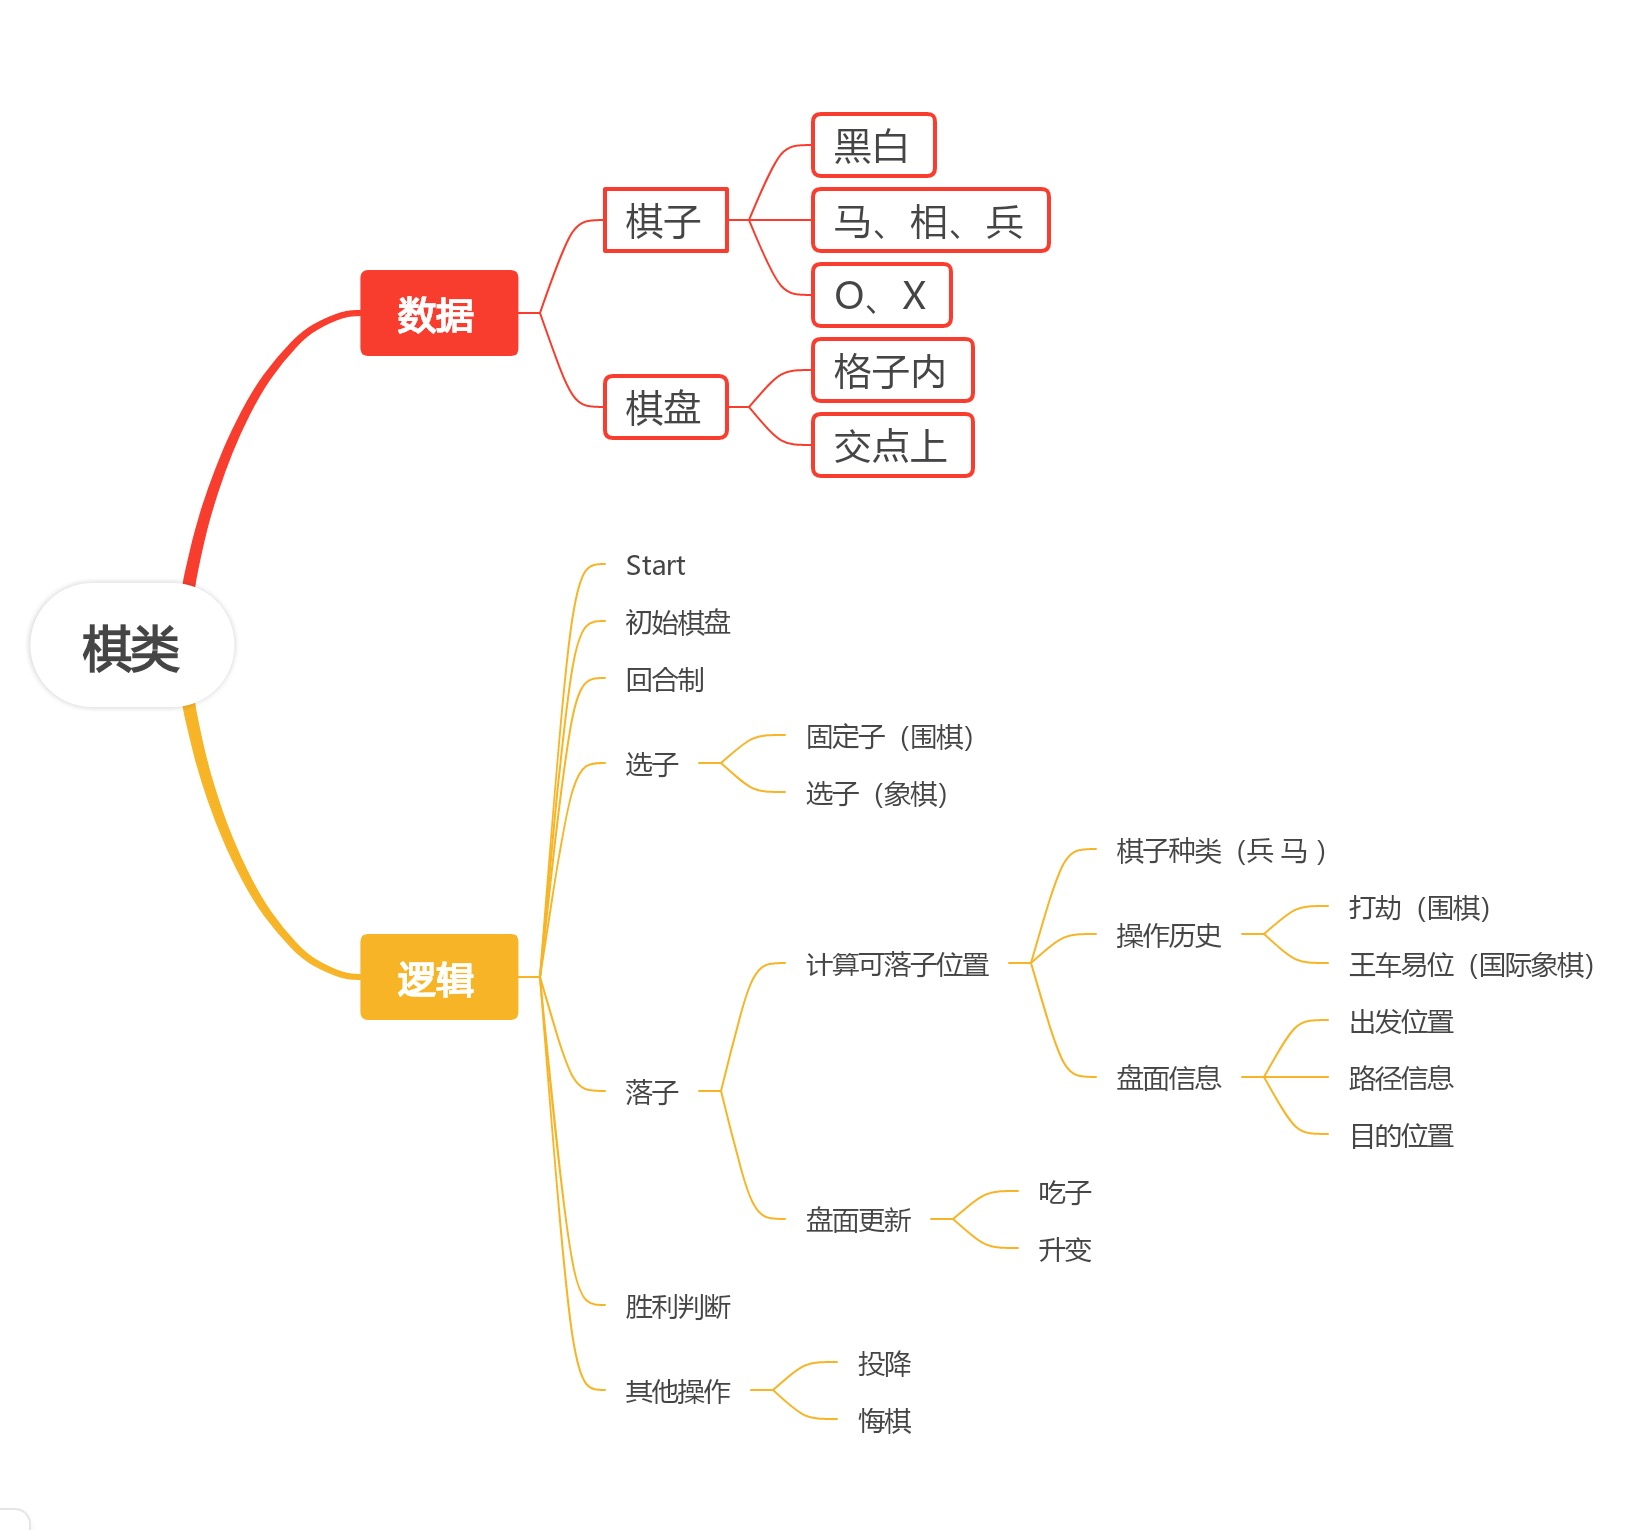 棋类
数据
棋子
黑白
马、相、兵
O、X
棋盘
格子内
交点上
逻辑
Start
初始棋盘
回合制
选子
固定子（围棋）
选子（象棋）
落子
计算可落子位置
棋子种类（兵 马 ）
操作历史
打劫（围棋）
王车易位（国际象棋）
盘面信息
出发位置
路径信息
目的位置
盘面更新
吃子
升变
胜利判断
其他操作
投降
悔棋